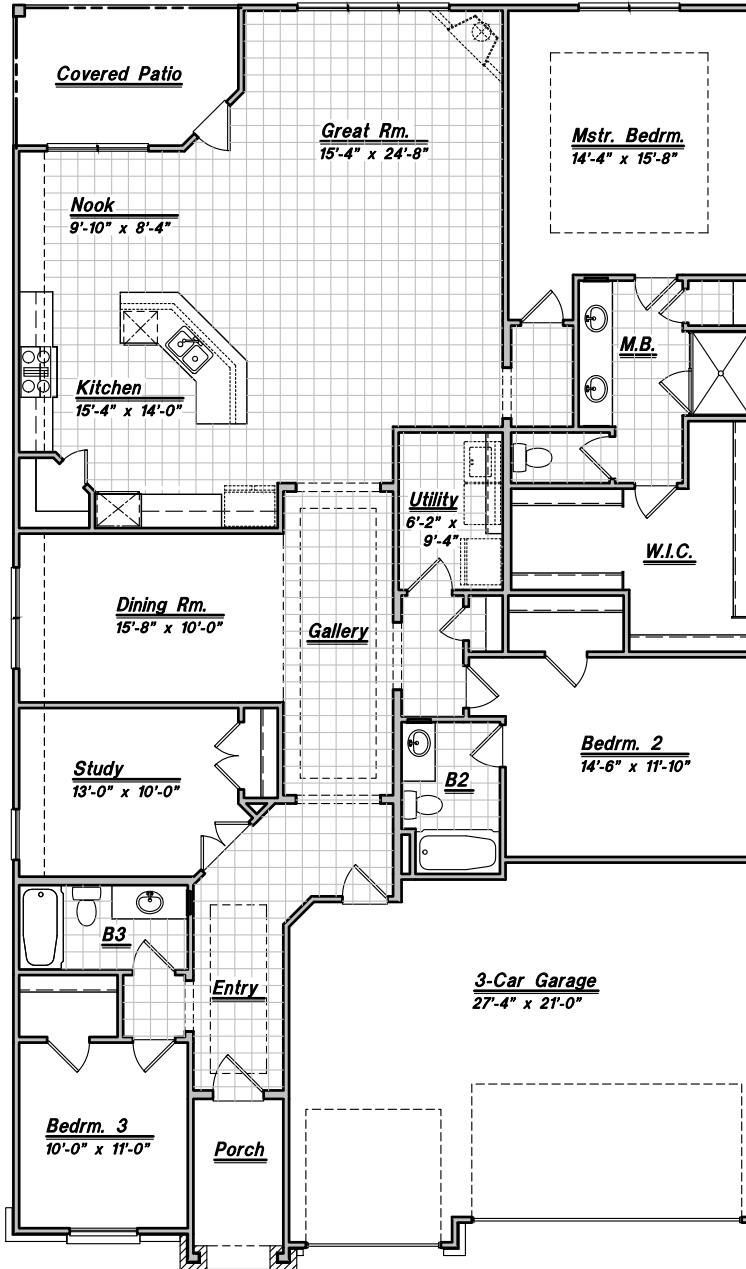 Covered Patio
Great Rm.
15'-4" x 24'-8"
Mstr. Bedrm.
14'-4" x 15'-8"
Nook
9'-10" x 8'-4"
M.B.
Kitchen
15'-4" x 14'-0"
Utility
6'-2" x
9'-4"
W.I.C.
Dining Rm.
15'-8" x 10'-0"
Gallery
Bedrm. 2
14'-6" x 11'-10"
Study
13'-0" x 10'-0"
B2
B3
Entry
3-Car Garage
27'-4" x 21'-0"
Bedrm. 3
10'-0" x 11'-0"
Porch